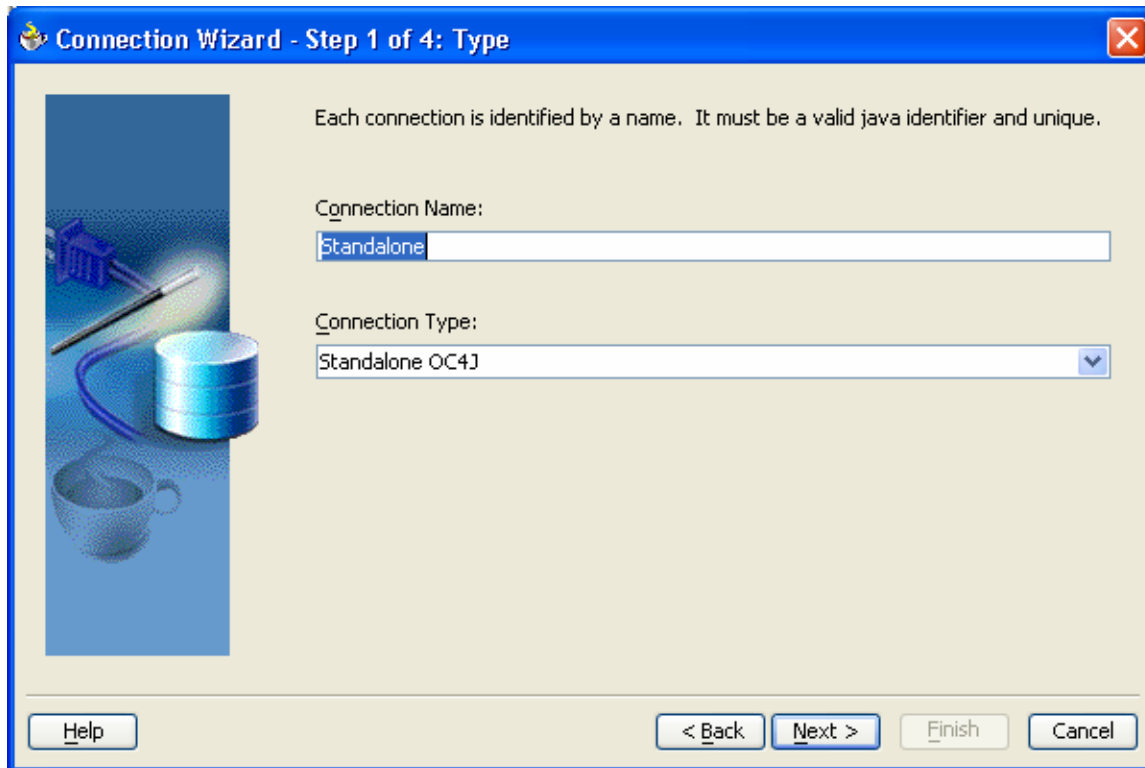 Connection Wizard - Step 1 of 4: Type
Each connection is identified by a name. It must be a valid java identifier and unique.
Connection Name:
Standalone
Connection Type:
Standalone OC4J
Help
< Back
Next >
Finish
Cancel